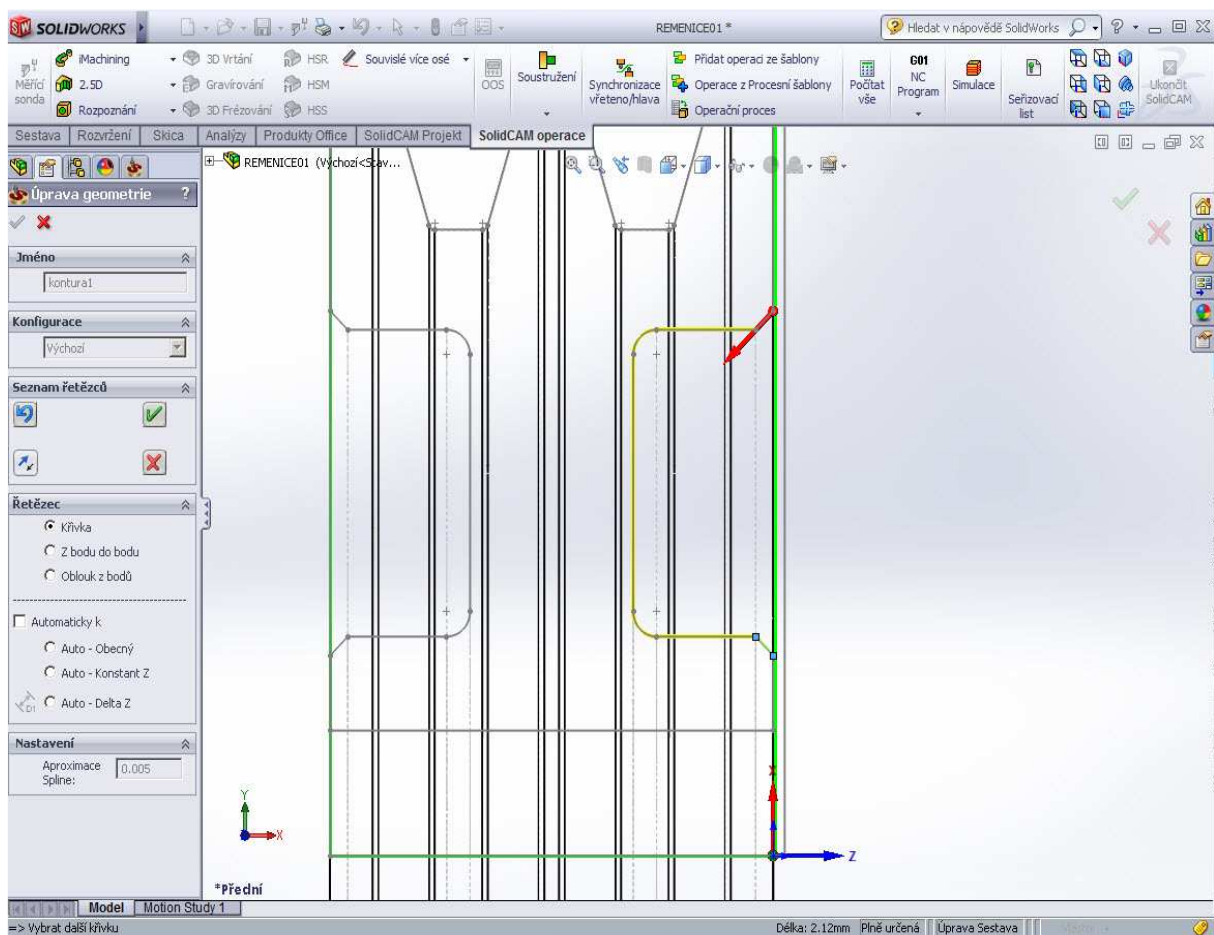 SOLIDWORKS REMENICE01 * Hledat v nápovědě SolidWorks
iMachining 3D Vrtání HSR Souvislé více osé Přidat operaci ze šablony G01
Měřící sonda 2.5D Gravírování HSM OOS Soustružení Synchronizace vřeteno/hlava Operace z Procesní šablony Počítat vše NC Program Simulace Seřizovací list Ukončit SolidCAM
Rozpoznání 3D Frézování HSS Operační proces
Sestava Rozvržení Skica Analýzy Produkty Office SolidCAM Projekt SolidCAM operace
REMENICE01 (Výchozí<Stav...
Úprava geometrie ?
Jméno
kontura1
Konfigurace
Výchozí
Seznam řetězců
Řetězec
Křivka
Z bodu do bodu
Oblouk z bodů
Automaticky k
Auto - Obecný
Auto - Konstant Z
D1 Auto - Delta Z
Nastavení
Aproximace Spline: 0.005
Y
X
X
Z
*Přední
Model Motion Study 1
=> Vybrat další křivku Délka: 2.12mm Plně určená Úprava Sestava